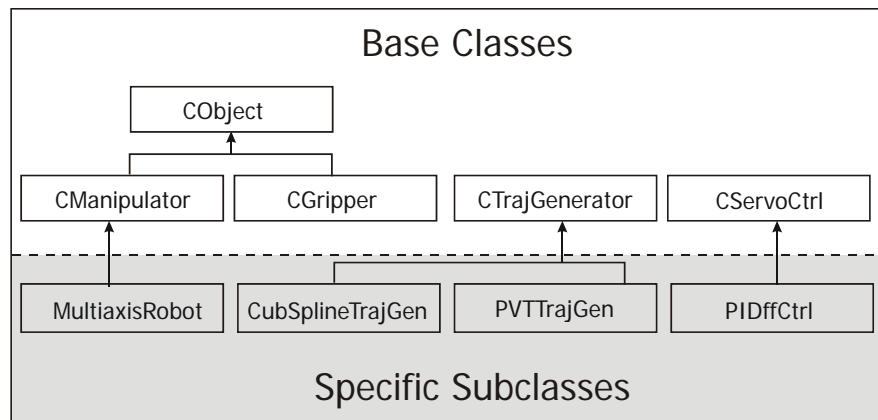 Base Classes
CObject
CManipulator
CGripper
CTrajGenerator
CServoCtrl
MultiaxisRobot
CubSplineTrajGen
PVTTrajGen
PIDffCtrl
Specific Subclasses